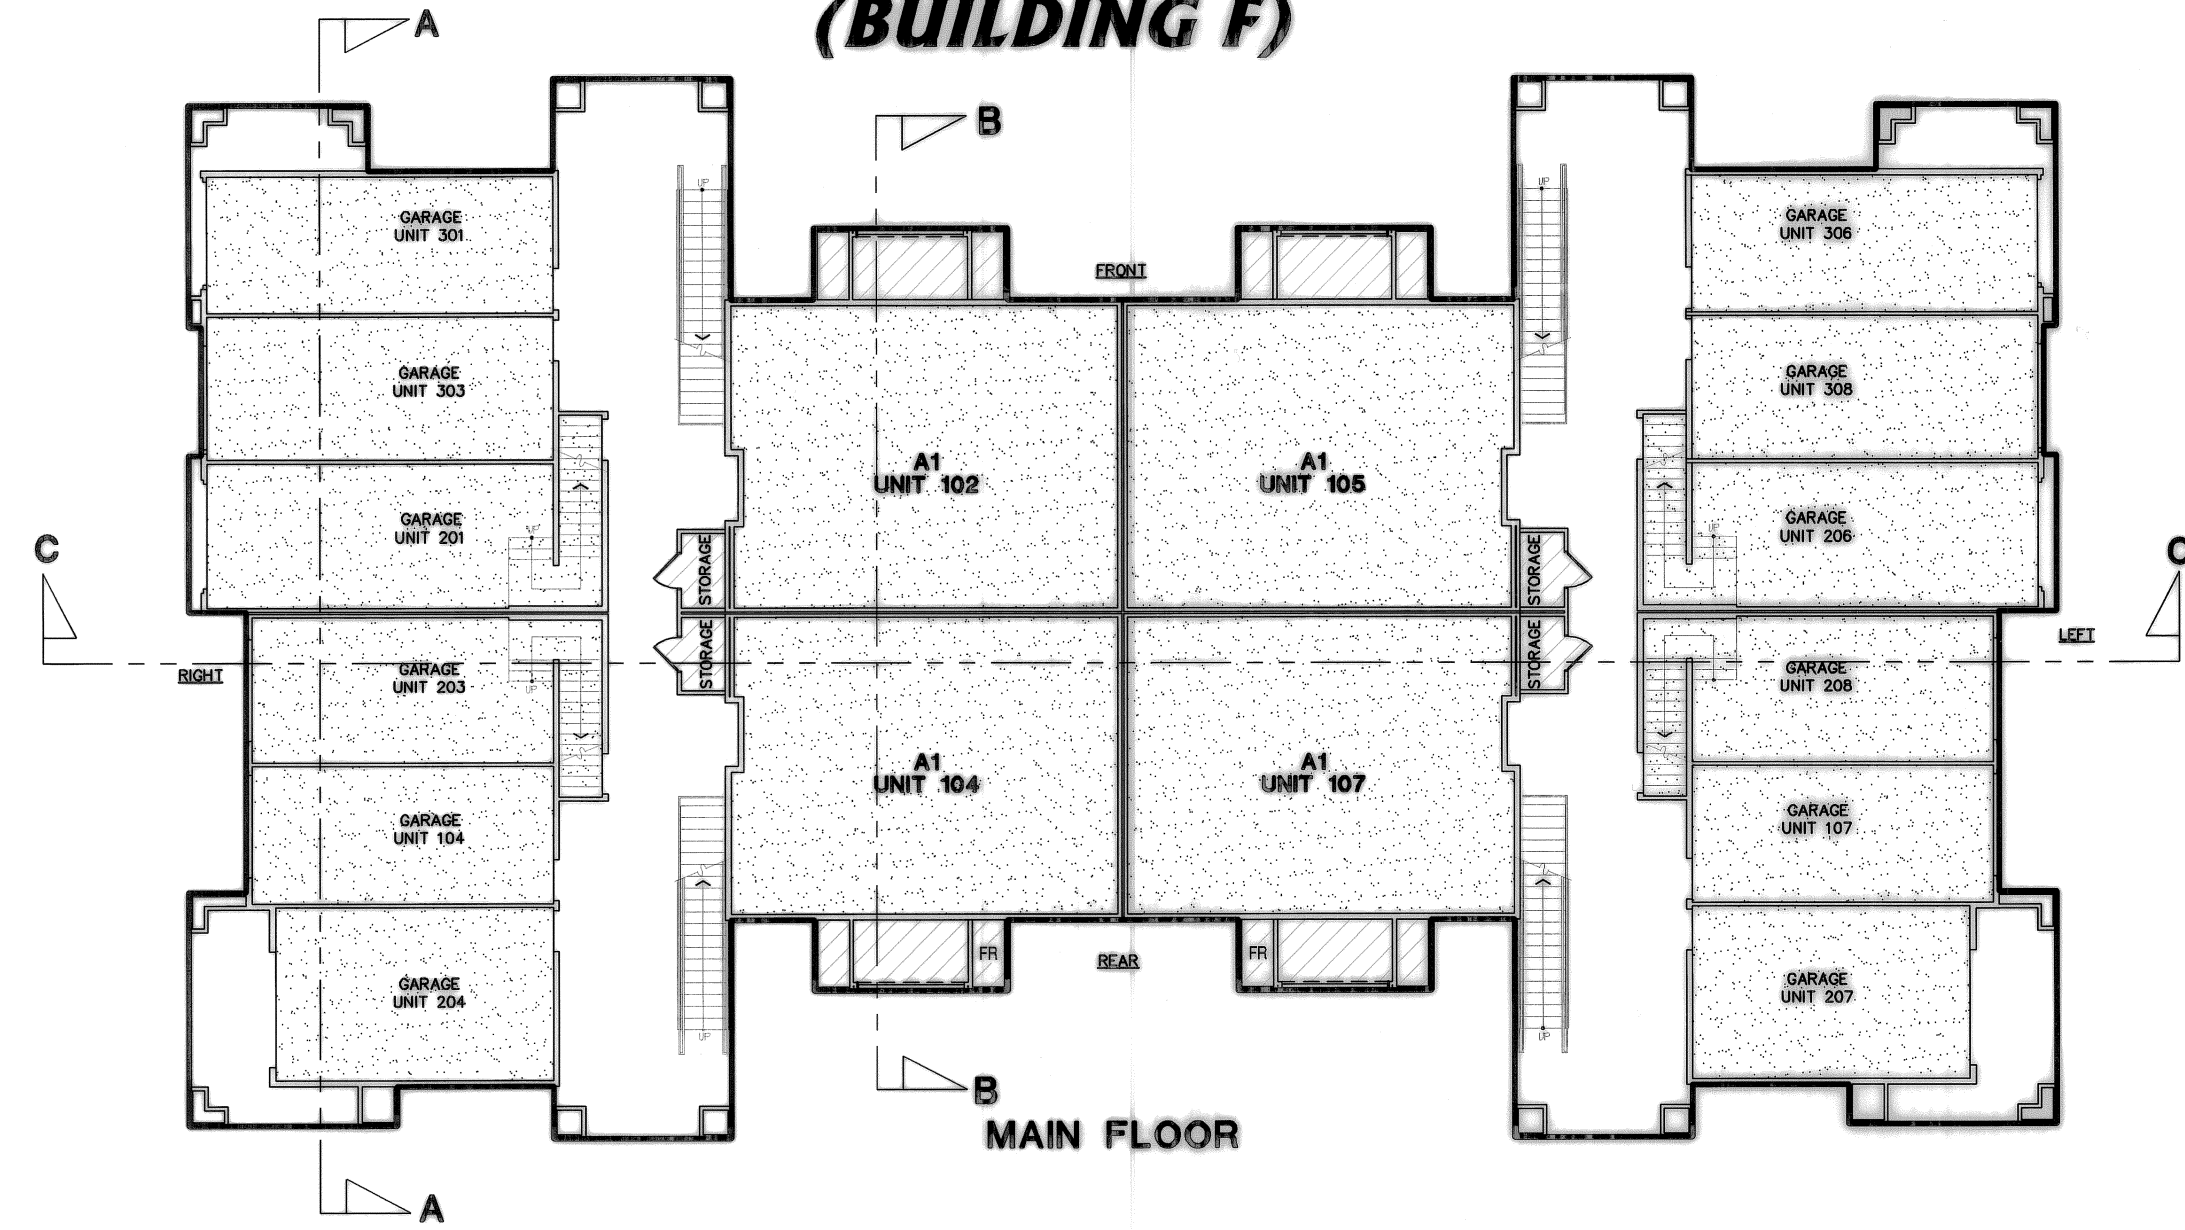 (BUILDING F)
A
B
UP
UP
GARAGE
UNIT 301
GARAGE
UNIT 306
FRONT
GARAGE
UNIT 303
GARAGE
UNIT 308
A1
UNIT 102
A1
UNIT 105
GARAGE
UNIT 201
UP
GARAGE
UNIT 206
UP
C
C
STORAGE
STORAGE
STORAGE
STORAGE
RIGHT
LEFT
GARAGE
UNIT 203
UP
GARAGE
UNIT 208
UP
A1
UNIT 104
A1
UNIT 107
GARAGE
UNIT 104
GARAGE
UNIT 107
FR
REAR
FR
GARAGE
UNIT 204
GARAGE
UNIT 207
UP
UP
B
MAIN FLOOR
A